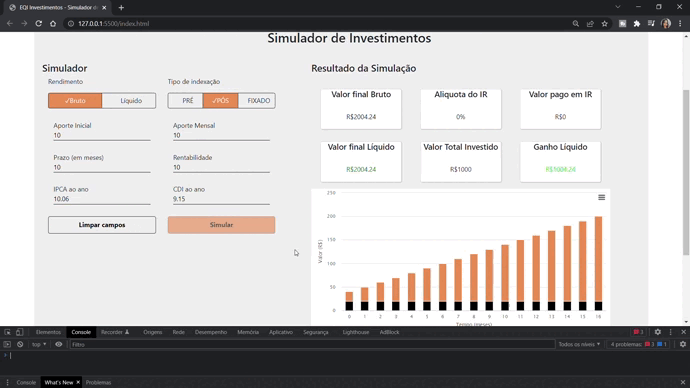 EQI Investimentos - Simulador de
127.0.0.1:5500/index.html
Simulador de Investimentos
Simulador
Rendimento
Tipo de indexação
✓Bruto
Líquido
PRÉ
✓PÓS
FIXADO
Aporte Inicial
10
Aporte Mensal
10
Prazo (em meses)
10
Rentabilidade
10
IPCA ao ano
10.06
CDI ao ano
9.15
Limpar campos
Simular
Resultado da Simulação
Valor final Bruto
R$2004.24
Aliquota do IR
0%
Valor pago em IR
R$0
Valor final Líquido
R$2004.24
Valor Total Investido
R$1000
Ganho Líquido
R$1004.24
250
200
150
100
50
0
Valor (R$)
0 1 2 3 4 5 6 7 8 9 10 11 12 13 14 15 16
Tempo (meses)
Elementos Console Recorder Origens Rede Desempenho Memória Aplicativo Segurança Lighthouse AdBlock
3
top
Filtro
Todos os níveis
4 problemas: 3 1
Console What's New Problemas